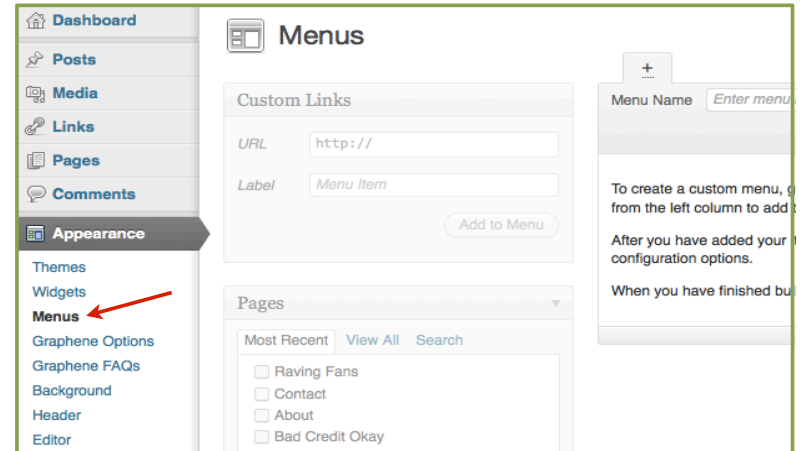 Dashboard
Posts
Media
Links
Pages
Comments
Appearance
Themes
Widgets
Menus
Graphene Options
Graphene FAQs
Background
Header
Editor
Menus
Custom Links
URL http://
Label Menu Item
Add to Menu
Pages
Most Recent View All Search
Raving Fans
Contact
About
Bad Credit Okay
+
Menu Name Enter menu
To create a custom menu, g
from the left column to add
After you have added your
configuration options.
When you have finished bui